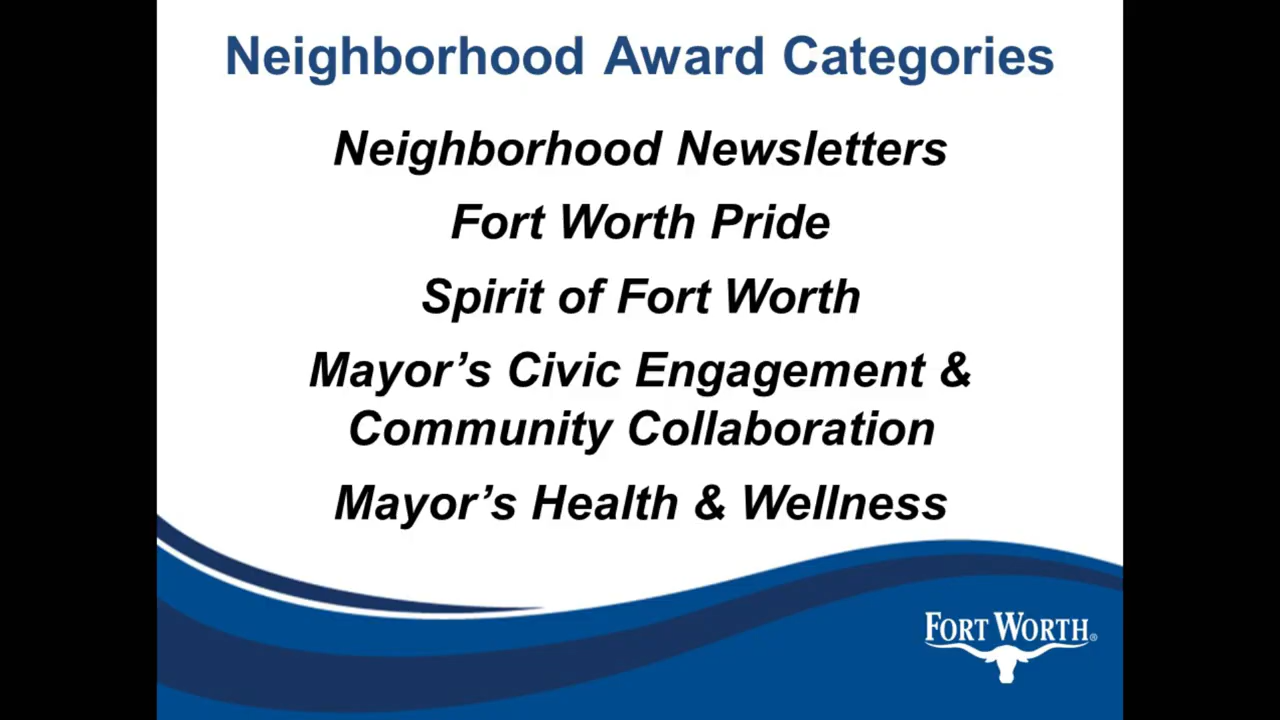 Neighborhood Award Categories
Neighborhood Newsletters
Fort Worth Pride
Spirit of Fort Worth
Mayor’s Civic Engagement &
Community Collaboration
Mayor’s Health & Wellness
FORT WORTH®